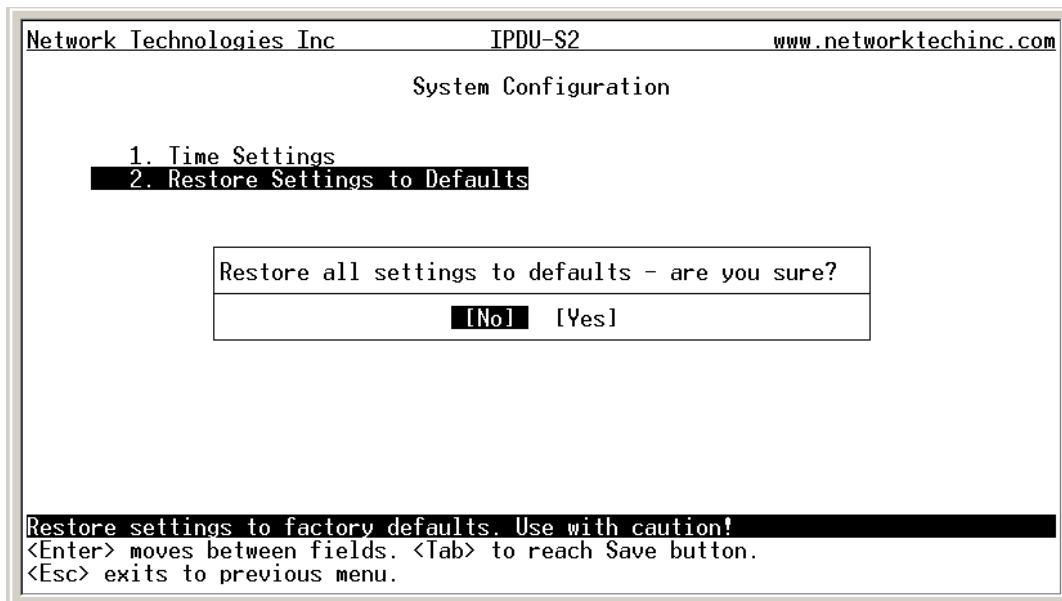 Network Technologies Inc IPDU-S2 www.networktechinc.com
System Configuration
1. Time Settings
2. Restore Settings to Defaults
Restore all settings to defaults - are you sure?
[No] [Yes]
Restore settings to factory defaults. Use with caution!
<Enter> moves between fields. <Tab> to reach Save button.
<Esc> exits to previous menu.